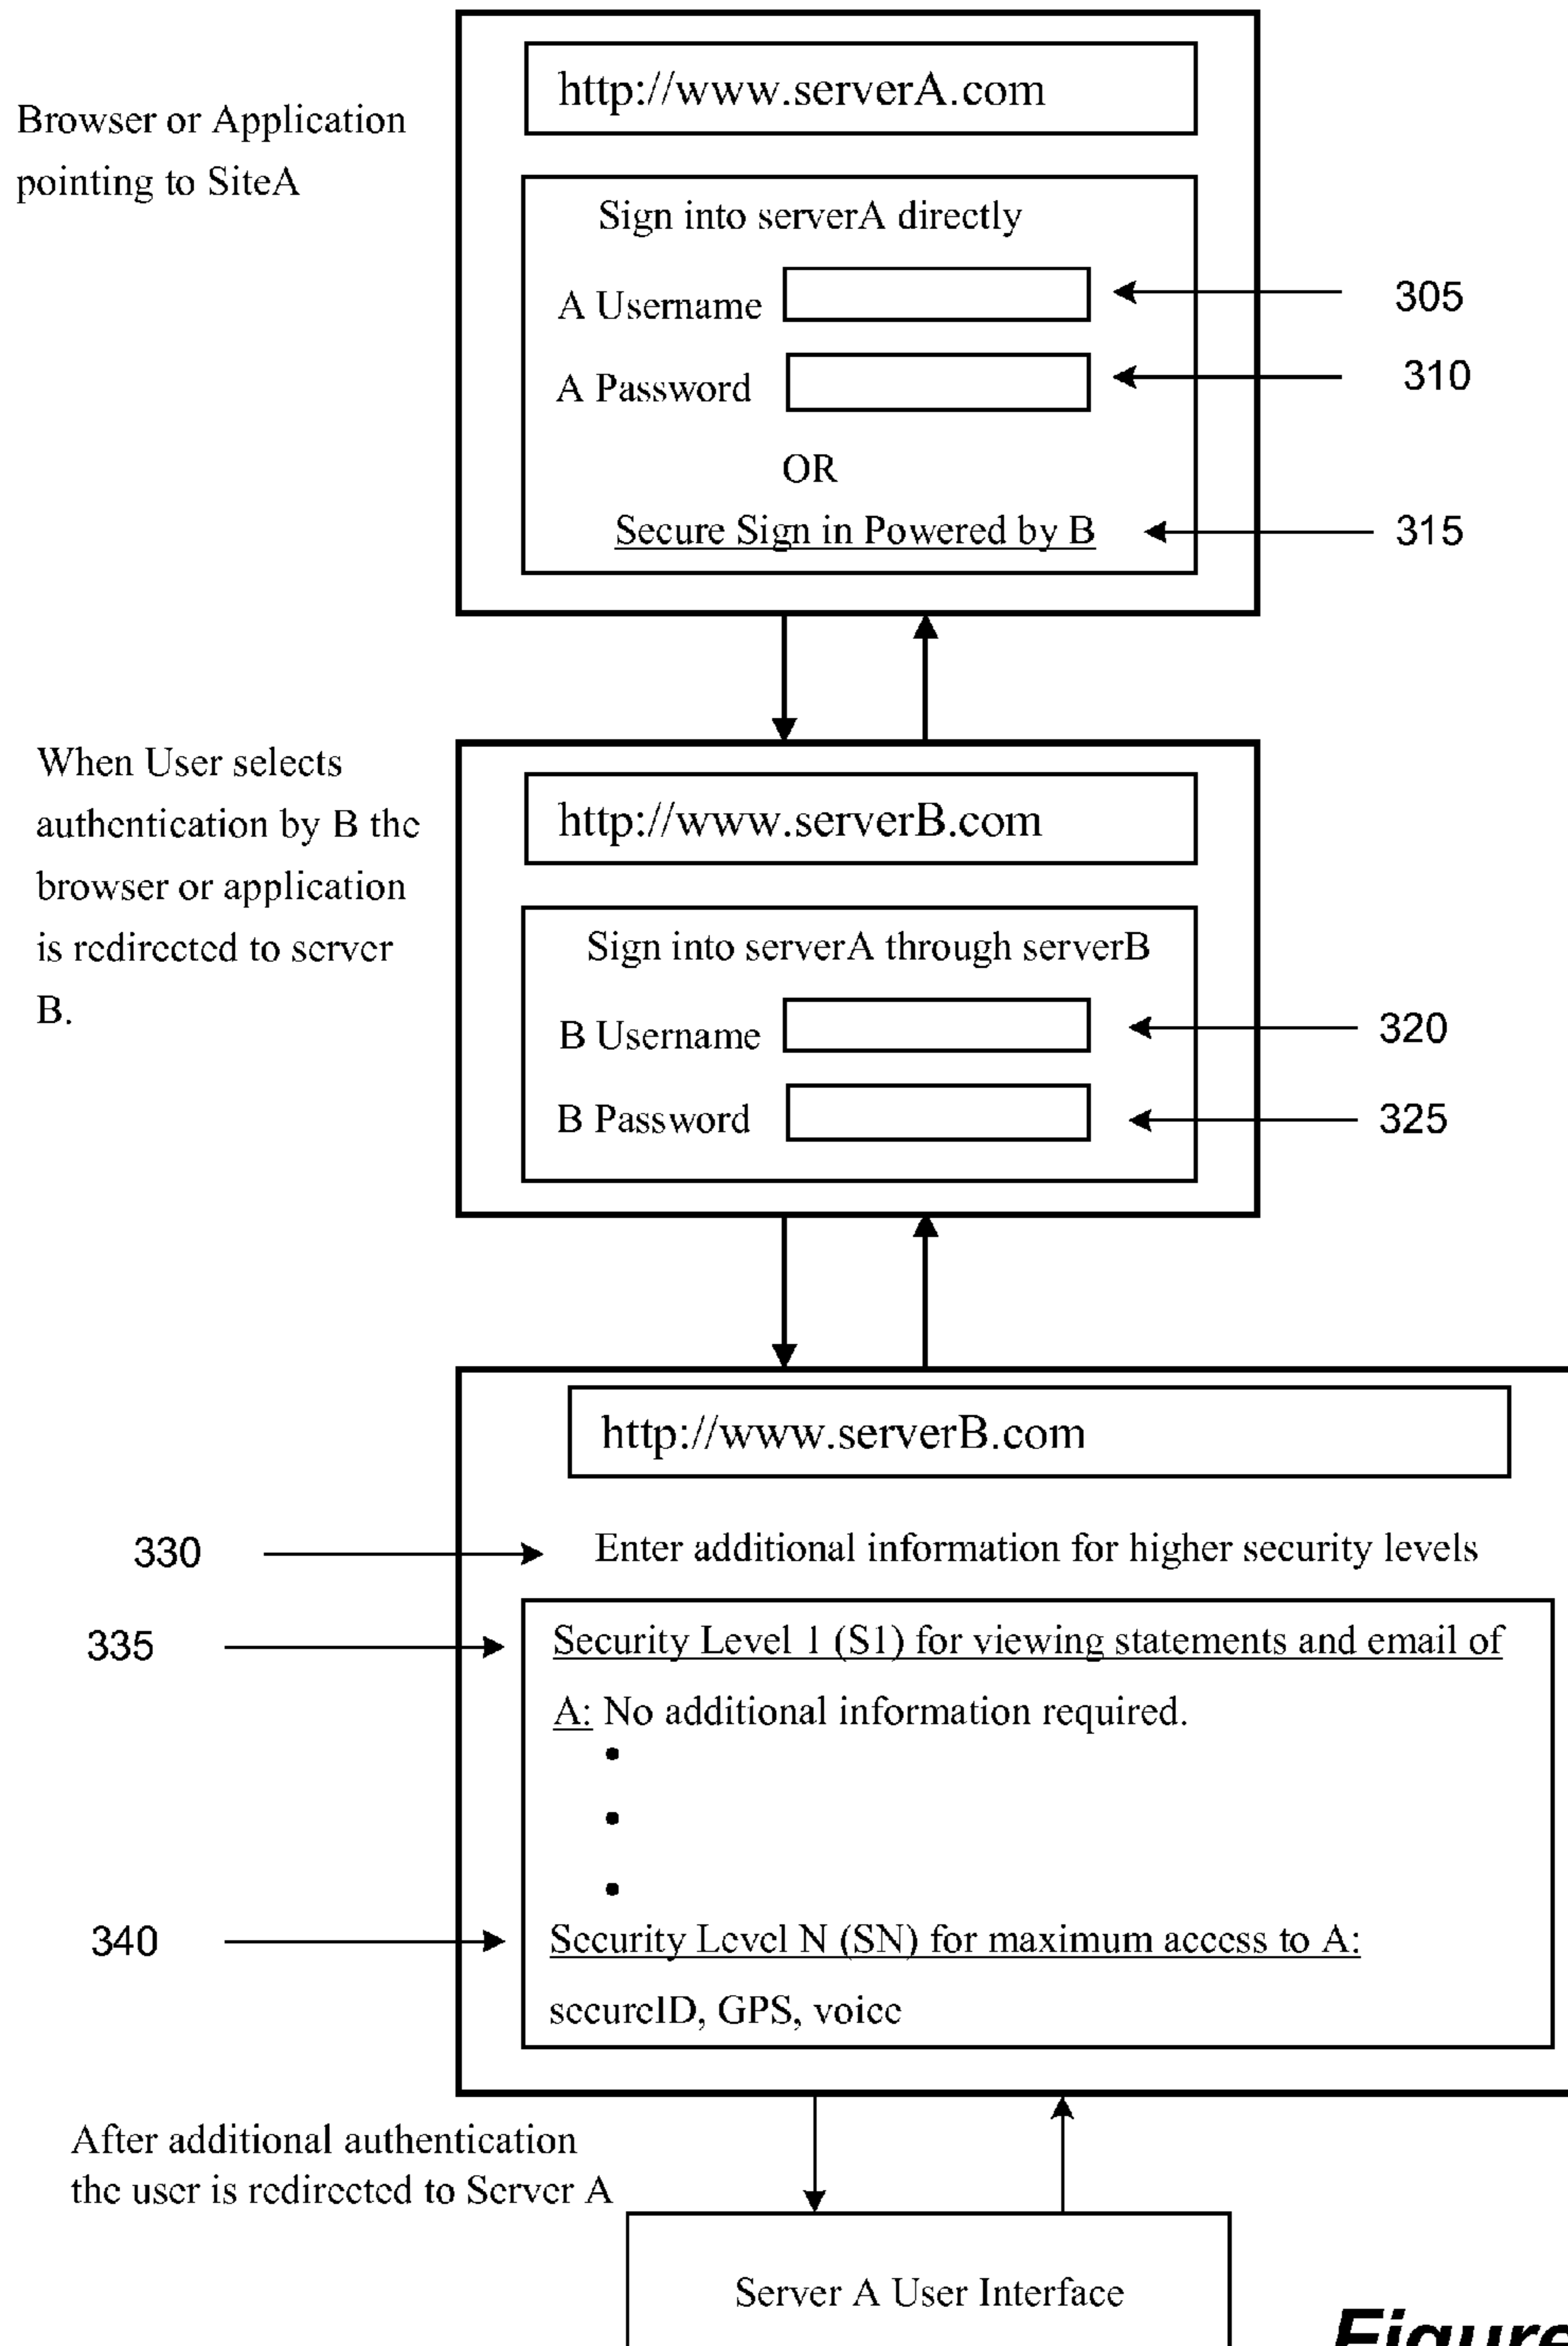 http://www.serverA.com
Browser or Application
pointing to SiteA
Sign into serverA directly
A Username
305
A Password
310
OR
Secure Sign in Powered by B
315
When User selects
authentication by B the
browser or application
is redirected to server
B.
http://www.serverB.com
Sign into serverA through serverB
B Username
320
B Password
325
http://www.serverB.com
330
Enter additional information for higher security levels
335
Security Level 1 (S1) for viewing statements and email of
A: No additional information required.
340
Security Level N (SN) for maximum access to A:
secureID, GPS, voice
After additional authentication
the user is redirected to Server A
Server A User Interface
Figure